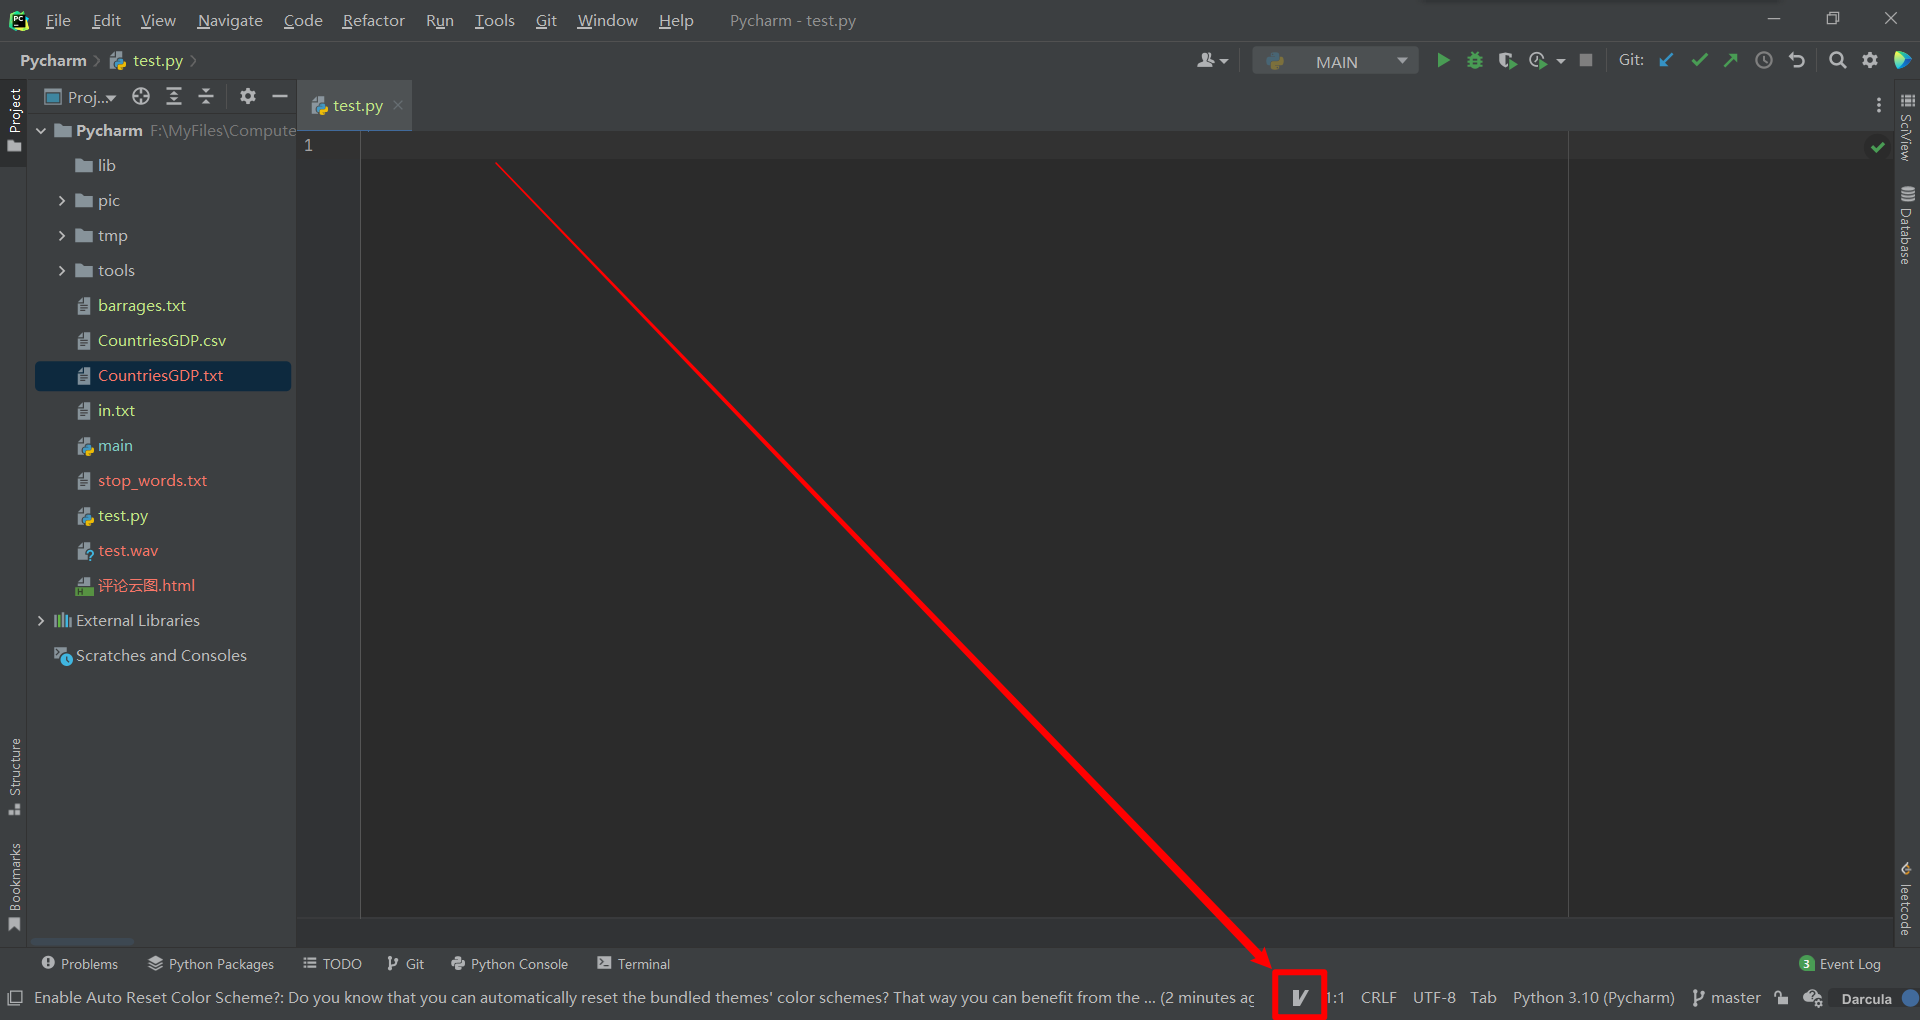 File Edit View Navigate Code Refactor Run Tools Git Window Help Pycharm - test.py
Pycharm test.py MAIN Git:
Project
Proj... test.py
Pycharm F:\MyFiles\Compute
1
lib
pic
tmp
tools
barrages.txt
CountriesGDP.csv
CountriesGDP.txt
in.txt
main
stop_words.txt
test.py
test.wav
评论云图.html
External Libraries
Scratches and Consoles
Structure
Bookmarks
SciView
Database
leetcode
Problems Python Packages TODO Git Python Console Terminal 3 Event Log
Enable Auto Reset Color Scheme?: Do you know that you can automatically reset the bundled themes' color schemes? That way you can benefit from the ... (2 minutes ag V 1:1 CRLF UTF-8 Tab Python 3.10 (Pycharm) master Darcula